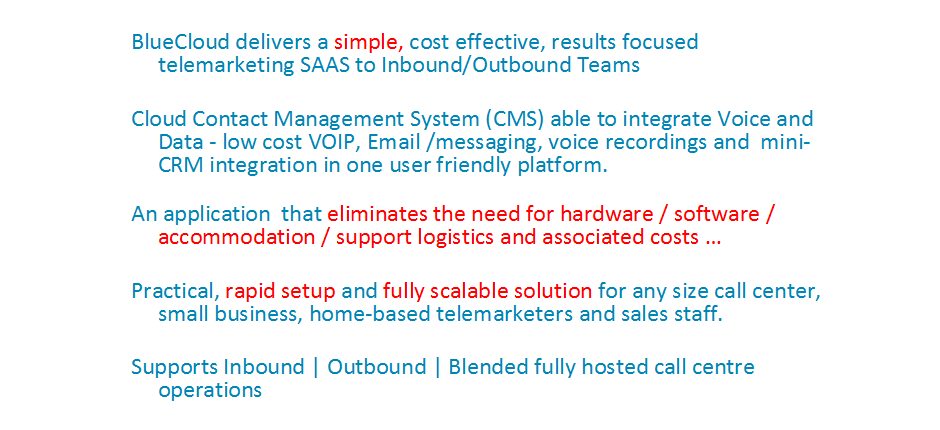 BlueCloud delivers a simple, cost effective, results focused
telemarketing SAAS to Inbound/Outbound Teams
Cloud Contact Management System (CMS) able to integrate Voice and
Data - low cost VOIP, Email /messaging, voice recordings and  mini-
CRM integration in one user friendly platform.
An application  that eliminates the need for hardware / software /
accommodation / support logistics and associated costs ...
Practical, rapid setup and fully scalable solution for any size call center,
small business, home-based telemarketers and sales staff.
Supports Inbound | Outbound | Blended fully hosted call centre
operations